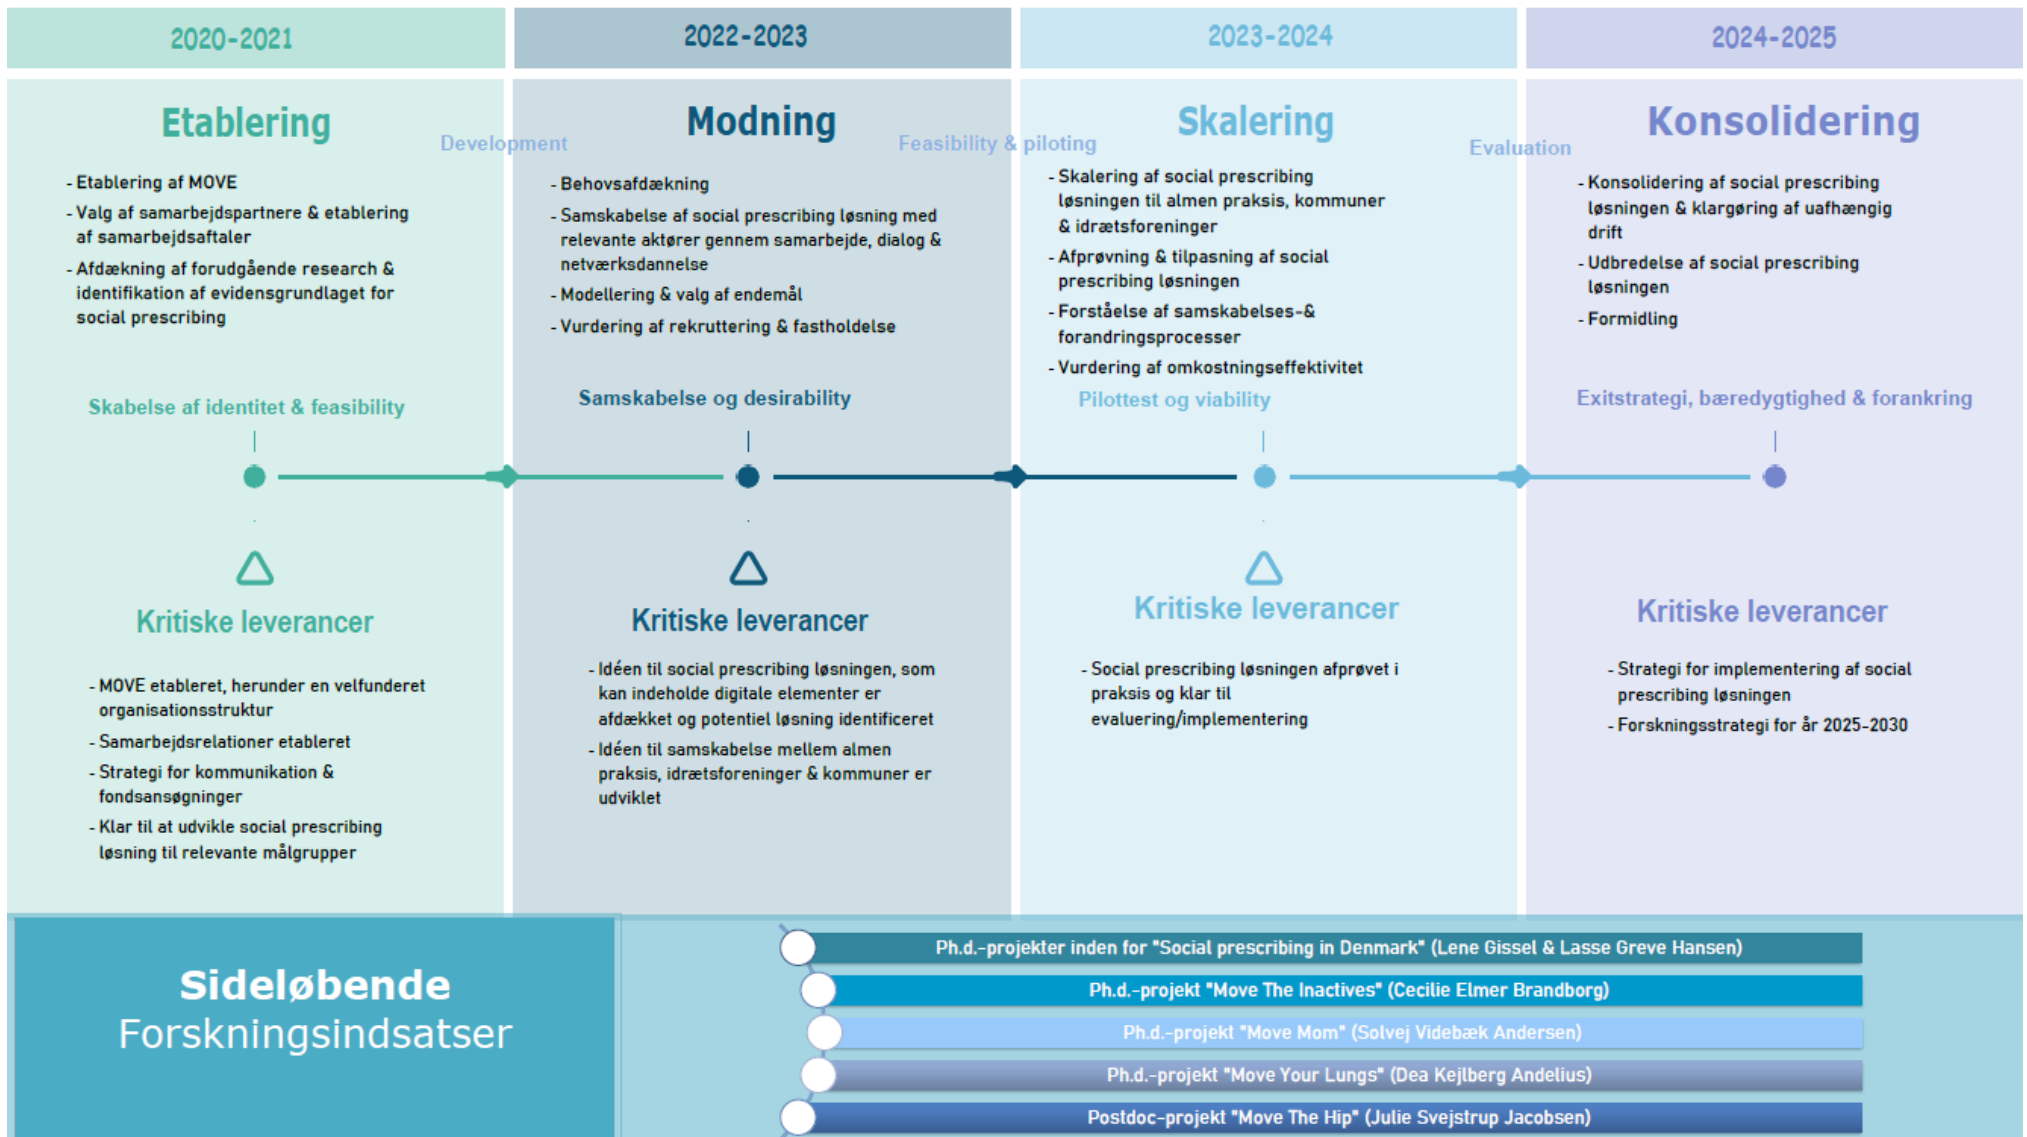 2020-2021
2022-2023
2023-2024
2024-2025
Etablering
Development
- Etablering af MOVE
- Valg af samarbejdspartnere & etablering
af samarbejdsaftaler
- Afdækning af forudgående research &
identifikation af evidensgrundlaget for
social prescribing
Skabelse af identitet & feasibility
Kritiske leverancer
- MOVE etableret, herunder en velfunderet
organisationsstruktur
- Samarbejdsrelationer etableret
- Strategi for kommunikation &
fondsansøgninger
- Klar til at udvikle social prescribing
løsning til relevante målgrupper
Modning
Feasibility & piloting
- Behovsafdækning
- Samskabelse af social prescribing løsning med
relevante aktører gennem samarbejde, dialog &
netværksdannelse
- Modellering & valg af endemål
- Vurdering af rekruttering & fastholdelse
Samskabelse og desirability
Kritiske leverancer
- Idéen til social prescribing løsningen, som
kan indeholde digitale elementer er
afdækket og potentiel løsning identificeret
- Idéen til samskabelse mellem almen
praksis, idrætsforeninger & kommuner er
udviklet
Skalering
Evaluation
- Skalering af social prescribing
løsningen til almen praksis, kommuner
& idrætsforeninger
- Afprøvning & tilpasning af social
prescribing løsningen
- Forståelse af samskabelses-&
forandringsprocesser
- Vurdering af omkostningseffektivitet
Pilottest og viability
Kritiske leverancer
- Social prescribing løsningen afprøvet i
praksis og klar til
evaluering/implementering
Konsolidering
- Konsolidering af social prescribing
løsningen & klargøring af uafhængig
drift
- Udbredelse af social prescribing
løsningen
- Formidling
Exitstrategi, bæredygtighed & forankring
Kritiske leverancer
- Strategi for implementering af social
prescribing løsningen
- Forskningsstrategi for år 2025-2030
Sideløbende
Forskningsindsatser
Ph.d.-projekter inden for "Social prescribing in Denmark" (Lene Gissel & Lasse Greve Hansen)
Ph.d.-projekt "Move The Inactives" (Cecilie Elmer Brandborg)
Ph.d.-projekt "Move Mom" (Solvej Videbæk Andersen)
Ph.d.-projekt "Move Your Lungs" (Dea Kejlberg Andelius)
Postdoc-projekt "Move The Hip" (Julie Svejstrup Jacobsen)